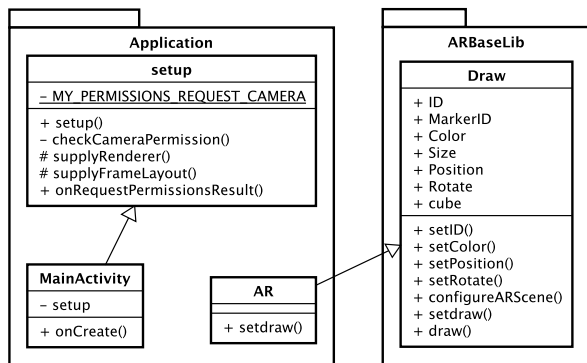 Application
setup
- MY_PERMISSIONS_REQUEST_CAMERA
+ setup()
- checkCameraPermission()
# supplyRenderer()
# supplyFrameLayout()
+ onRequestPermissionsResult()
MainActivity
- setup
+ onCreate()
AR
+ setdraw()
ARBaseLib
Draw
+ ID
+ MarkerID
+ Color
+ Size
+ Position
+ Rotate
+ cube
+ setID()
+ setColor()
+ setPosition()
+ setRotate()
+ configureARScene()
+ setdraw()
+ draw()